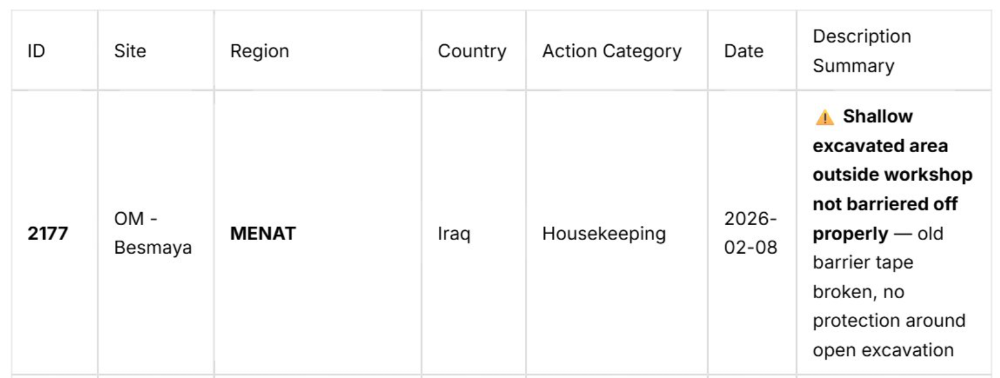 ID
Site
Region
Country
Action Category
Date
Description
Summary
2177
OM -
Besmaya
MENAT
Iraq
Housekeeping
2026-
02-08
⚠️ Shallow
excavated area
outside workshop
not barriered off
properly — old
barrier tape
broken, no
protection around
open excavation